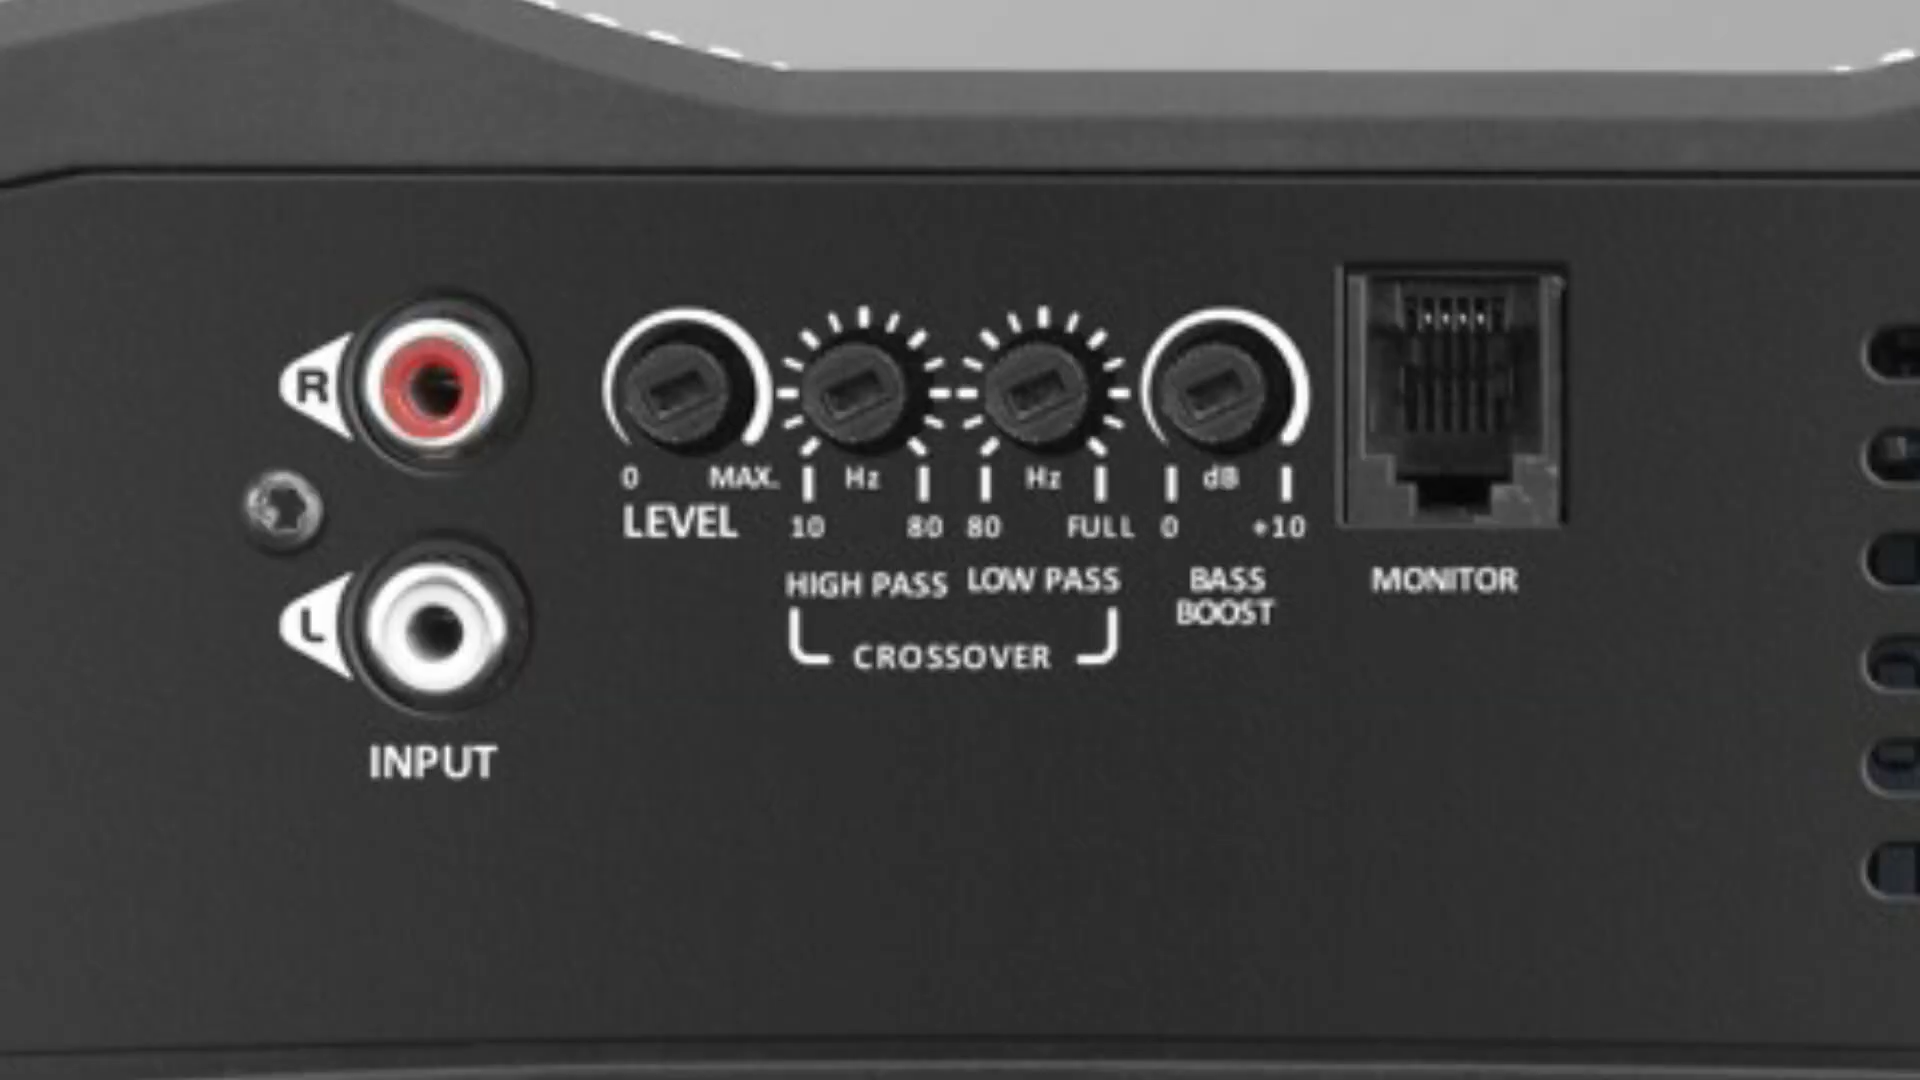 R
L
INPUT
0 MAX.
LEVEL
Hz
10 80
HIGH PASS
Hz
80 FULL
LOW PASS
CROSSOVER
dB
0 +10
BASS
BOOST
MONITOR